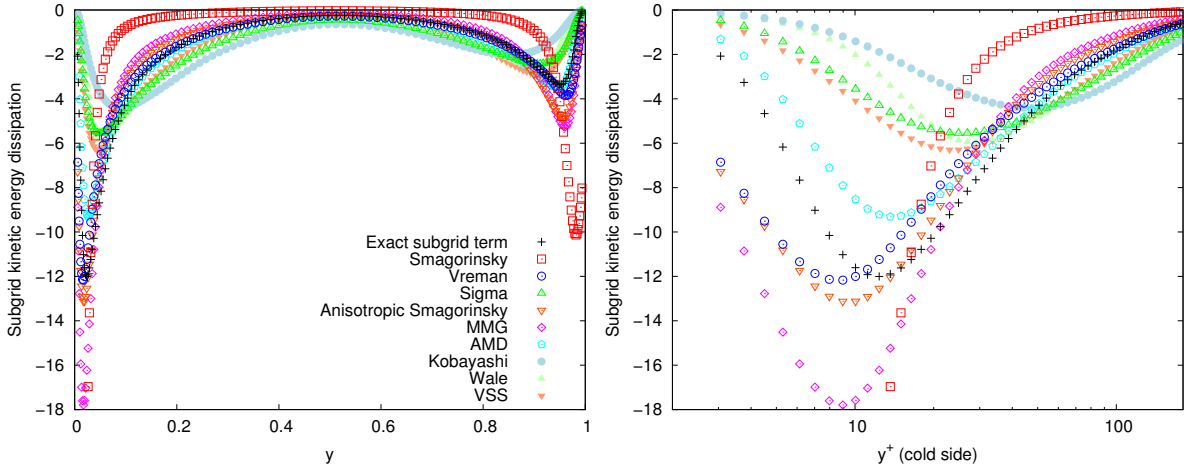 Subgrid kinetic energy dissipation
0
−2
−4
−6
−8
−10
−12
−14
−16
−18
0
0.2
0.4
0.6
0.8
1
y
Exact subgrid term
Smagorinsky
Vreman
Sigma
Anisotropic Smagorinsky
MMG
AMD
Kobayashi
Wale
VSS
Subgrid kinetic energy dissipation
0
−2
−4
−6
−8
−10
−12
−14
−16
−18
10
100
y⁺ (cold side)